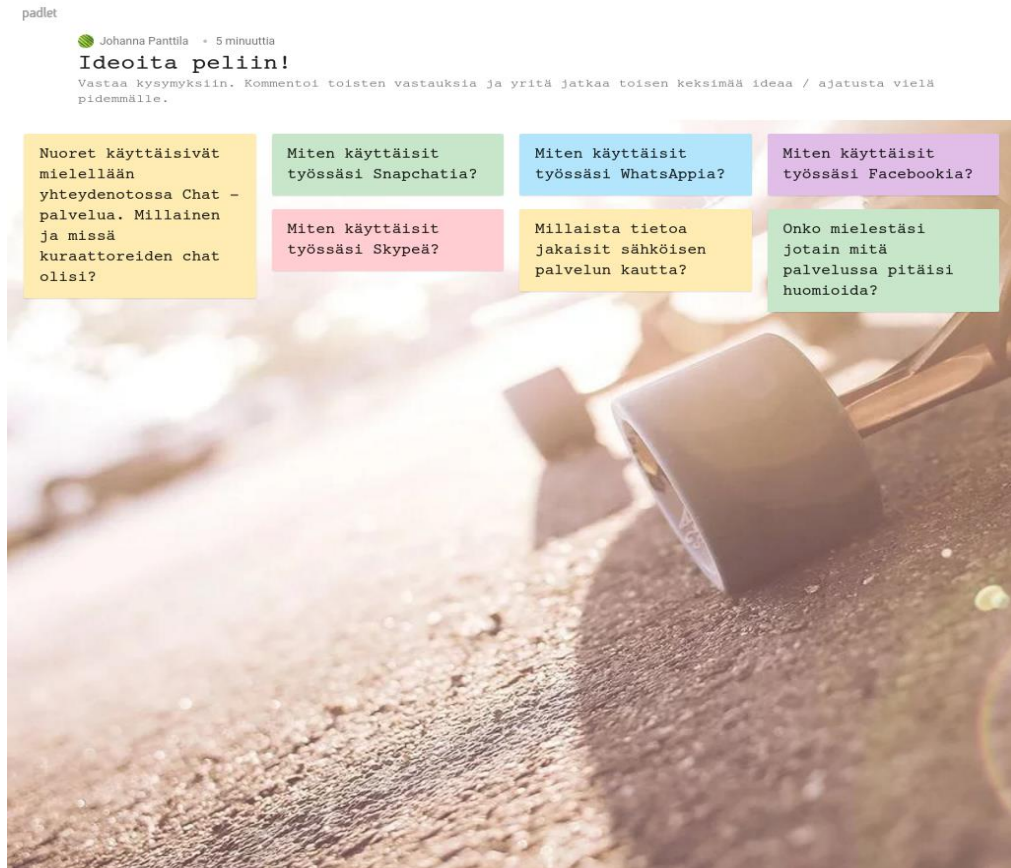 padlet
Johanna Panttila • 5 minuuttia
Ideoita peliin!
Vastaa kysymyksiin. Kommentoi toisten vastauksia ja yritä jatkaa toisen keksimää ideaa / ajatusta vielä
pidemmälle.
Nuoret käyttäisivät
mielellään
yhteydenotossa Chat –
palvelua. Millainen
ja missä
kuraattoreiden chat
olisi?
Miten käyttäisit
työssäsi Snapchatia?
Miten käyttäisit
työssäsi WhatsAppia?
Miten käyttäisit
työssäsi Facebookia?
Miten käyttäisit
työssäsi Skypeä?
Millaista tietoa
jakaisit sähköisen
palvelun kautta?
Onko mielestäsi
jotain mitä
palvelussa pitäisi
huomioida?